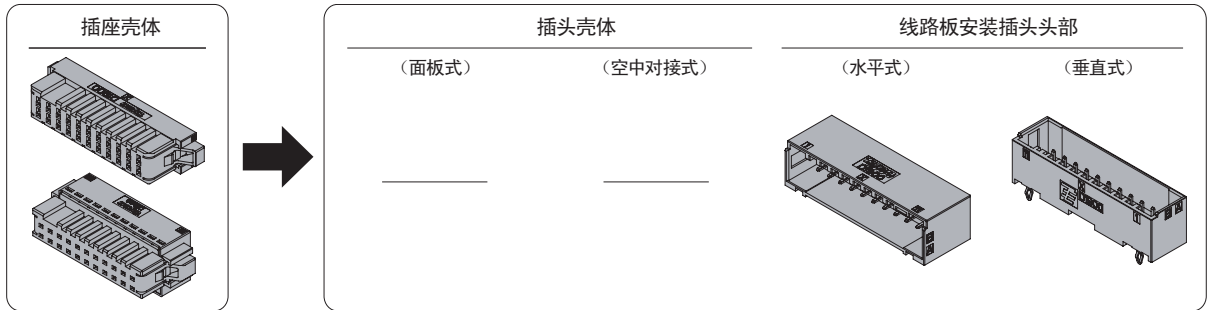 插座壳体
插头壳体
线路板安装插头头部
（面板式）
（空中对接式）
（水平式）
（垂直式）